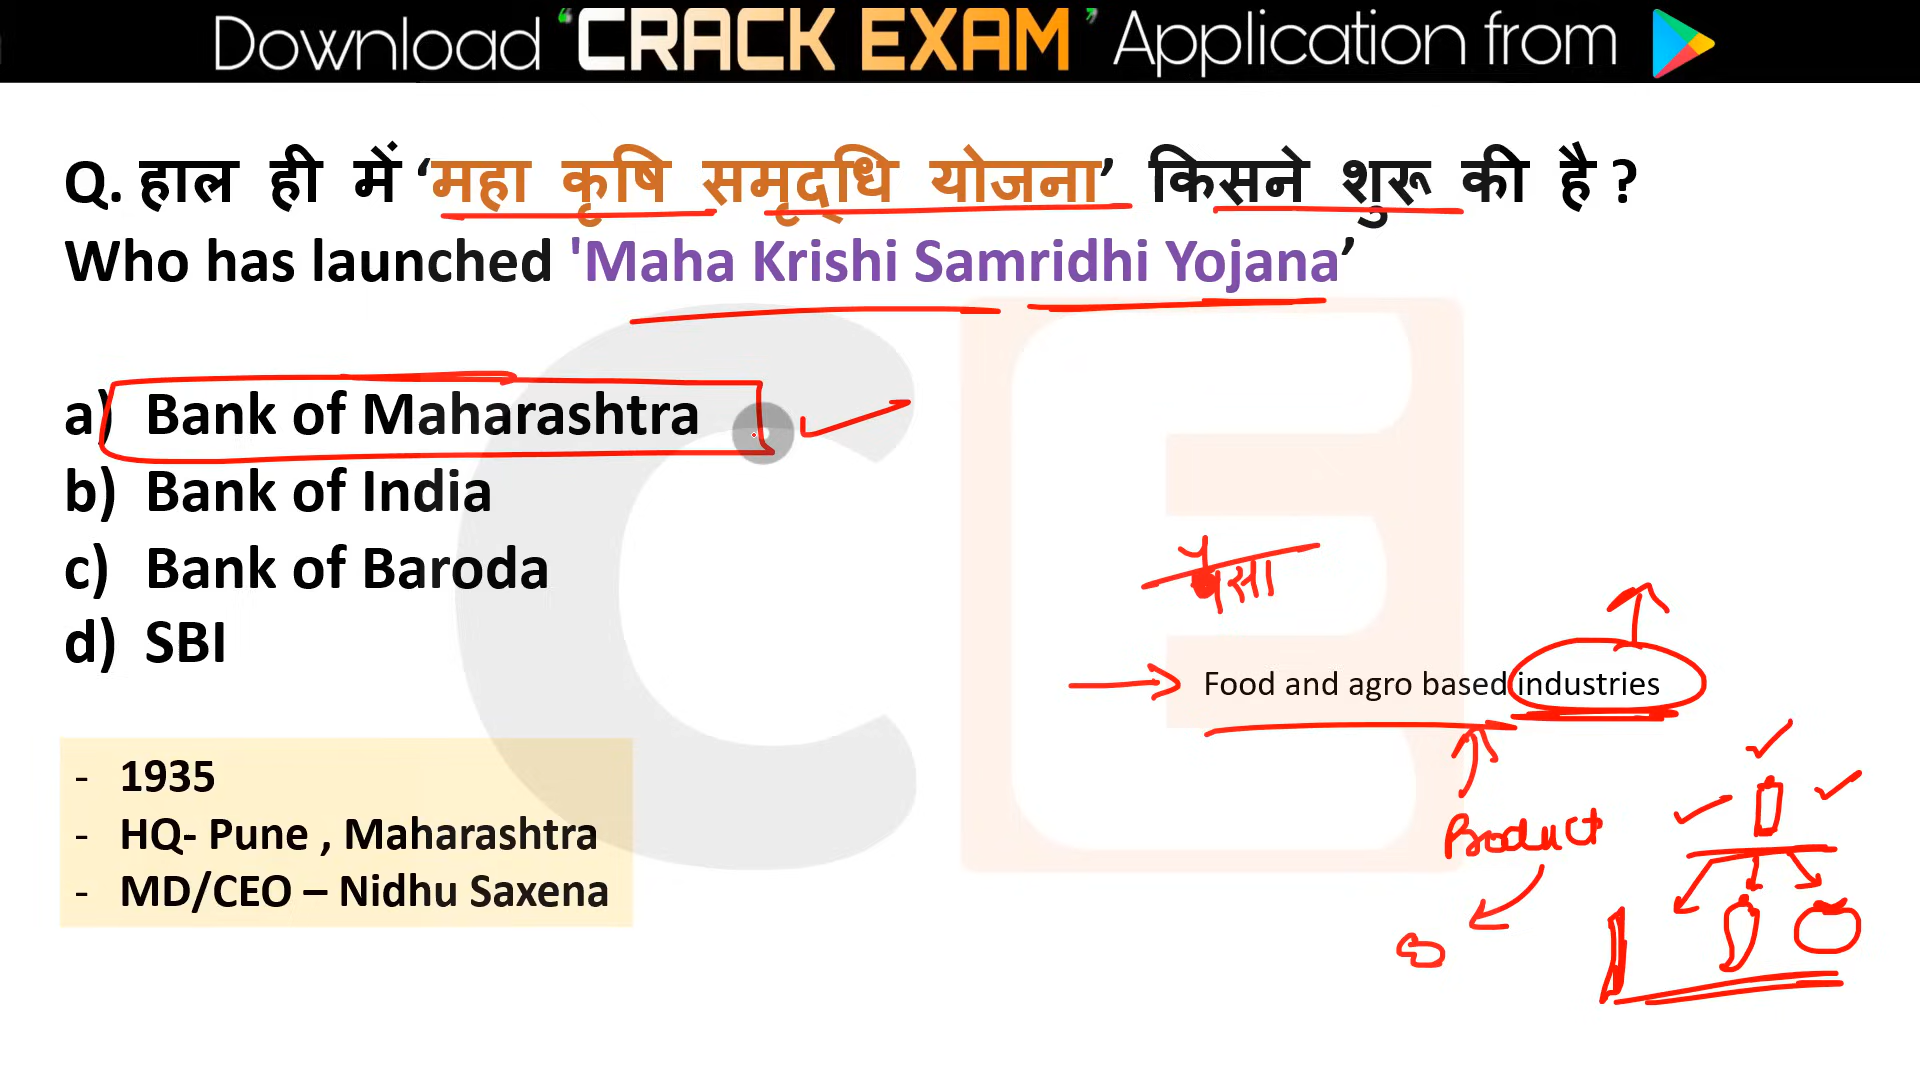 Download ‘CRACK EXAM’ Application from
Q. हाल ही में ‘महा कृषि समृद्धि योजना’ किसने शुरू की है ?
Who has launched 'Maha Krishi Samridhi Yojana’
a) Bank of Maharashtra
b) Bank of India
c) Bank of Baroda
d) SBI
पैसा
Food and agro based industries
Product
- 1935
- HQ- Pune , Maharashtra
- MD/CEO – Nidhu Saxena
CE